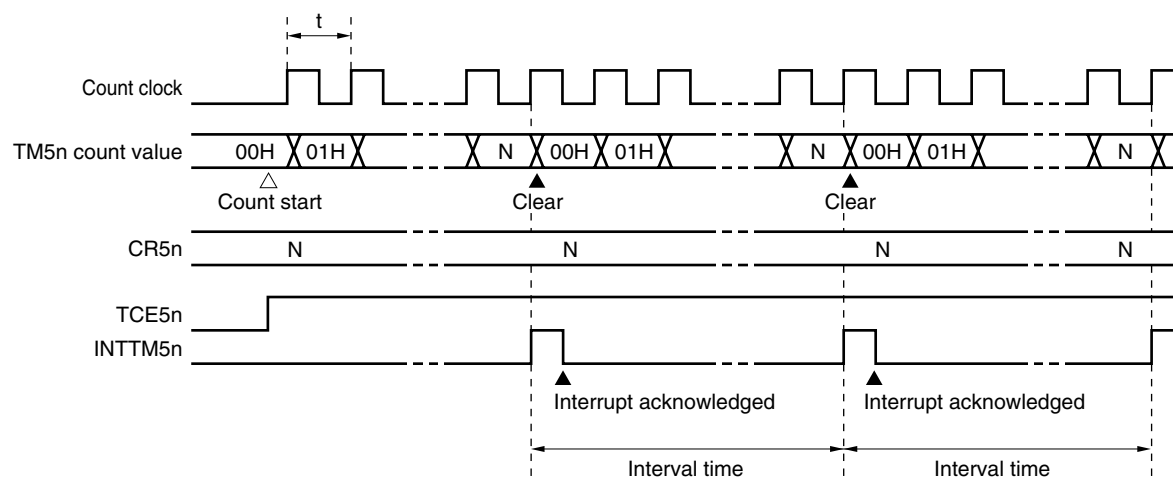 t
Count clock
TM5n count value 00H 01H N 00H 01H N 00H 01H N
Count start Clear Clear
CR5n N N N N
TCE5n
INTTM5n
Interrupt acknowledged Interrupt acknowledged
Interval time Interval time